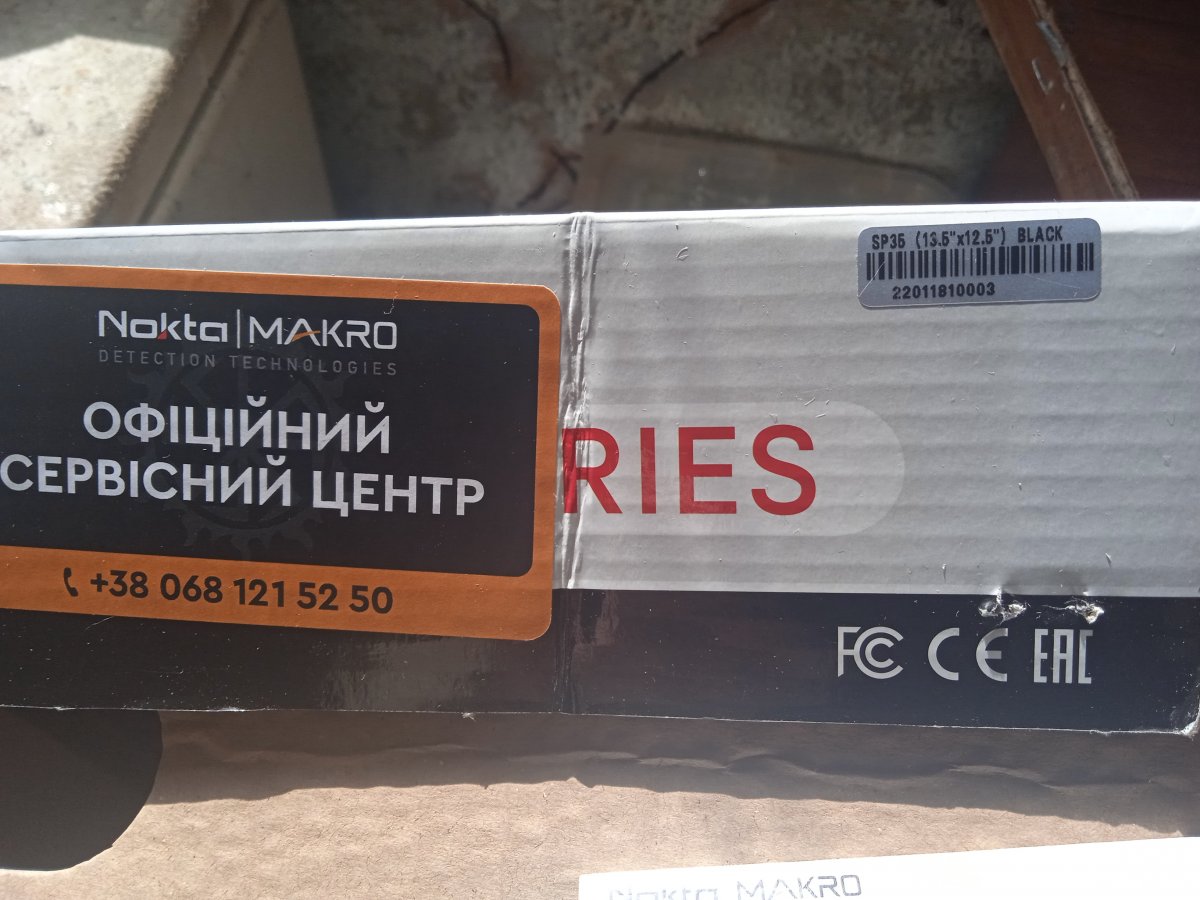 SP35 (13.5"x12.5") BLACK
22011810003
Nokta MAKRO
DETECTION TECHNOLOGIES
ОФІЦІЙНИЙ
СЕРВІСНИЙ ЦЕНТР
+38 068 121 52 50
RIES
FC CE EAC
Nokta MAKRO